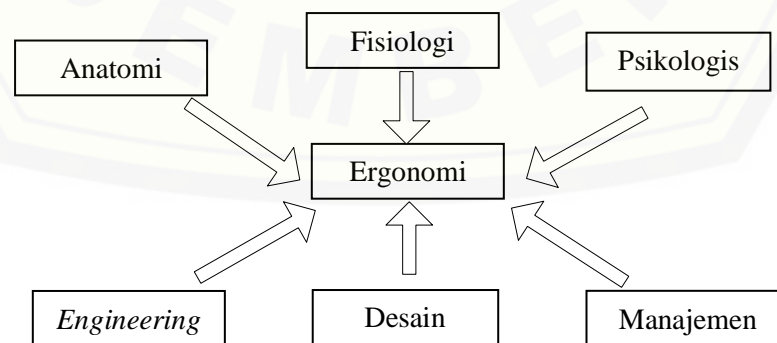 Fisiologi
Anatomi
Psikologis
Ergonomi
Engineering
Desain
Manajemen